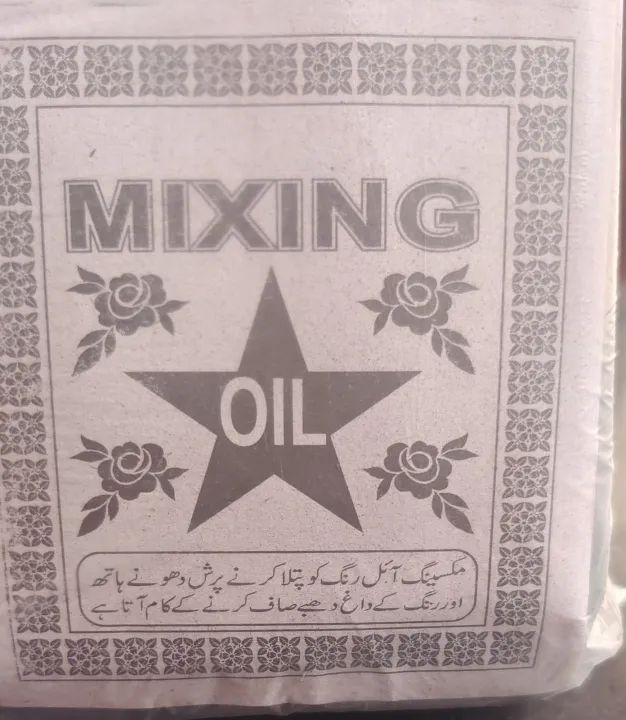 MIXING
OIL
مکسینگ آئل رنگ کو پتلا کرنے پرش دھونے ہاتھ
اور رنگ کے داغ دھبے صاف کرنے کے کام آتا ہے